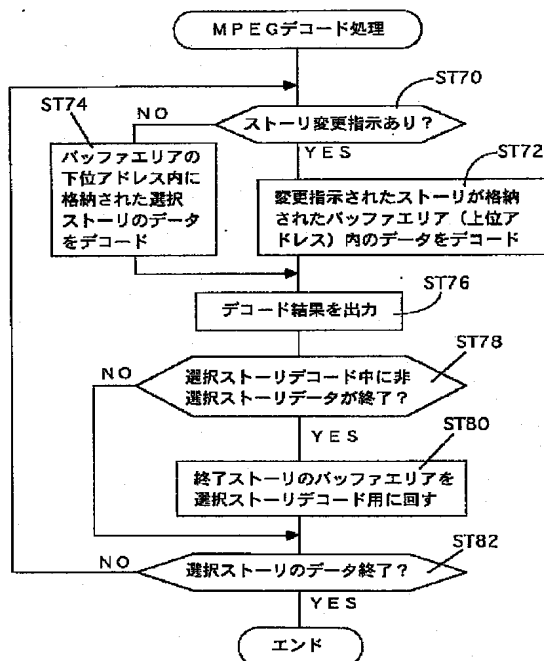 MPEGデコード処理
ST70
ST74
NO
ストーリ変更指示あり?
YES
ST72
バッファエリアの
下位アドレス内に
格納された選択
ストーリのデータ
をデコード
変更指示されたストーリが格納
されたバッファエリア(上位ア
ドレス)内のデータをデコード
ST76
デコード結果を出力
ST78
NO
選択ストーリデコード中に非
選択ストーリデータが終了?
YES
ST80
終了ストーリのバッファエリアを
選択ストーリデコード用に回す
ST82
NO
選択ストーリのデータ終了?
YES
エンド